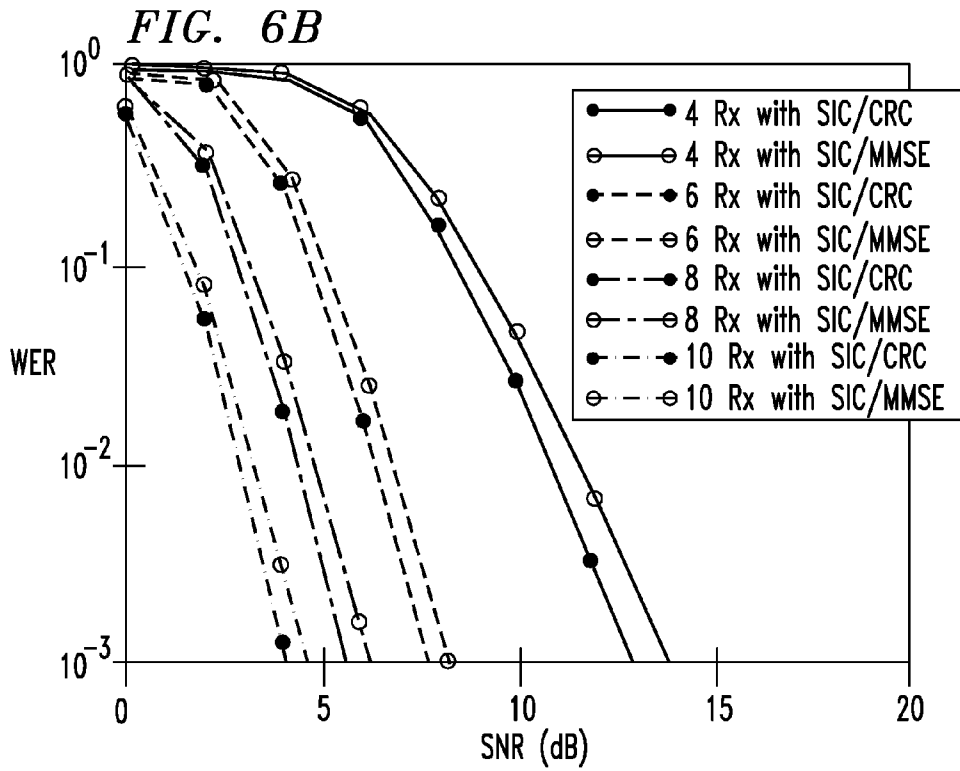 FIG. 6B
10^0
10^-1
10^-2
10^-3
WER
4 Rx with SIC/CRC
4 Rx with SIC/MMSE
6 Rx with SIC/CRC
6 Rx with SIC/MMSE
8 Rx with SIC/CRC
8 Rx with SIC/MMSE
10 Rx with SIC/CRC
10 Rx with SIC/MMSE
0 5 10 15 20
SNR (dB)